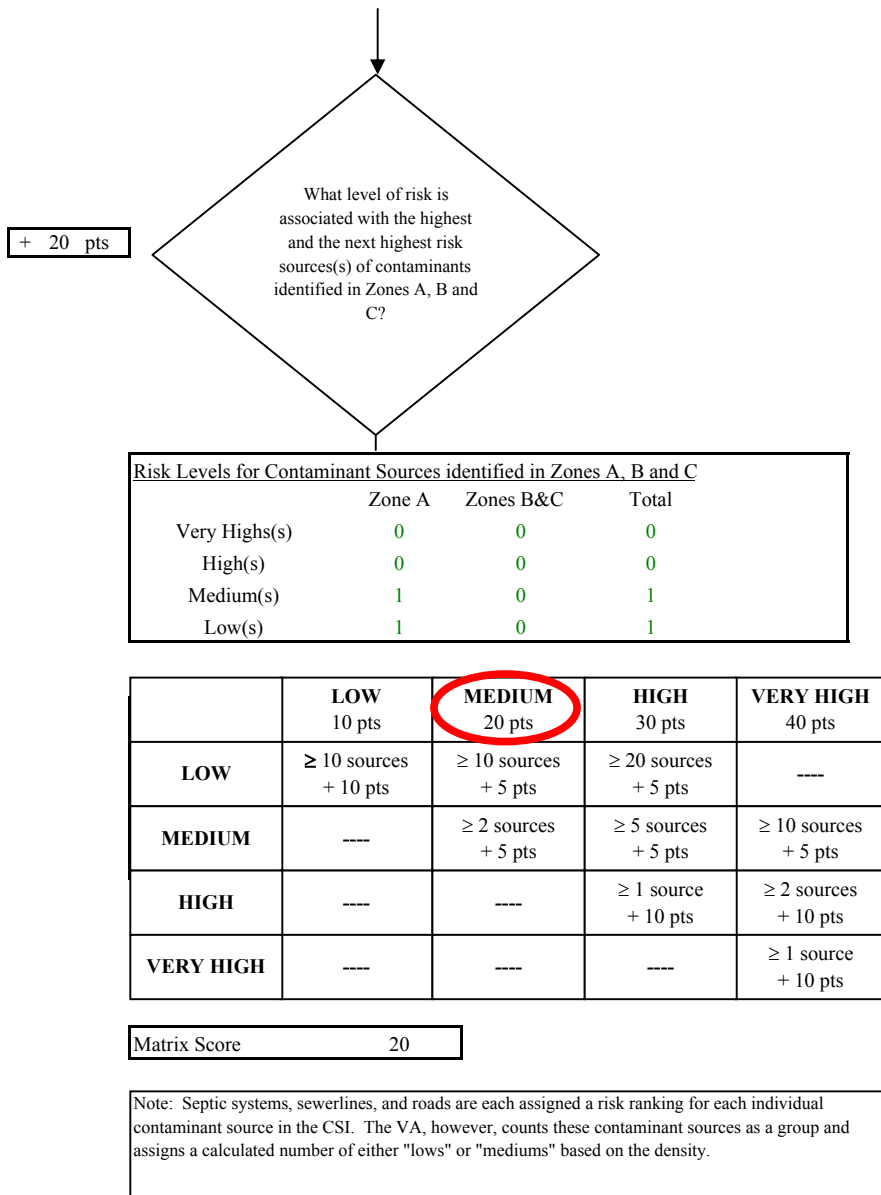 What level of risk is
associated with the highest
and the next highest risk
sources(s) of contaminants
identified in Zones A, B and
C?
+ 20 pts
Risk Levels for Contaminant Sources identified in Zones A, B and C
Zone A Zones B&C Total
Very Highs(s) 0 0 0
High(s) 0 0 0
Medium(s) 1 0 1
Low(s) 1 0 1
LOW MEDIUM HIGH VERY HIGH
10 pts 20 pts 30 pts 40 pts
LOW ≥ 10 sources ≥ 10 sources ≥ 20 sources ----
+ 10 pts + 5 pts + 5 pts
MEDIUM ---- ≥ 2 sources ≥ 5 sources ≥ 10 sources
+ 5 pts + 5 pts + 5 pts
HIGH ---- ---- ≥ 1 source ≥ 2 sources
+ 10 pts + 10 pts
VERY HIGH ---- ---- ---- ≥ 1 source
+ 10 pts
Matrix Score 20
Note: Septic systems, sewerlines, and roads are each assigned a risk ranking for each individual
contaminant source in the CSI. The VA, however, counts these contaminant sources as a group and
assigns a calculated number of either "lows" or "mediums" based on the density.